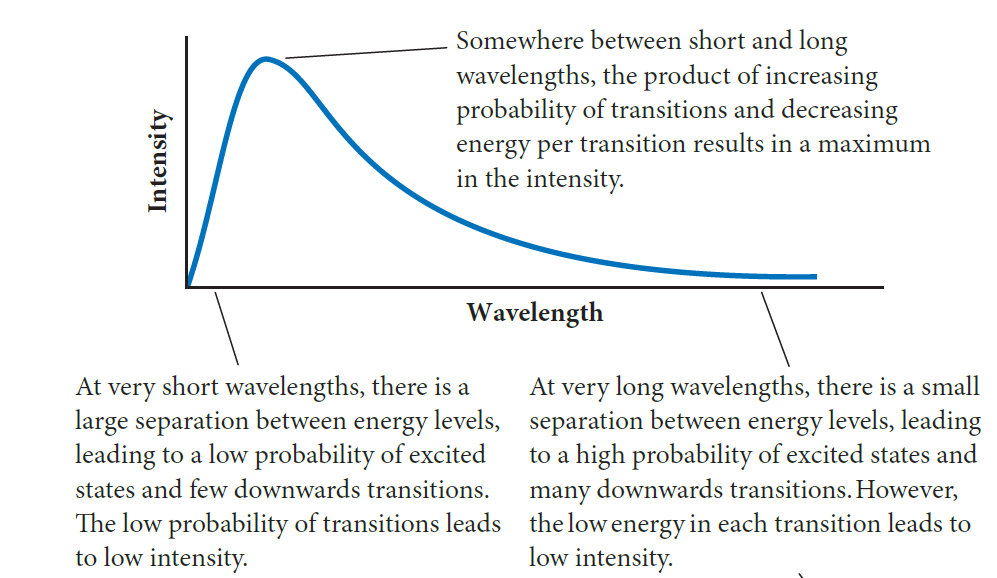 Somewhere between short and long
wavelengths, the product of increasing
probability of transitions and decreasing
energy per transition results in a maximum
in the intensity.
Intensity
Wavelength
At very short wavelengths, there is a
large separation between energy levels,
leading to a low probability of excited
states and few downwards transitions.
The low probability of transitions leads
to low intensity.
At very long wavelengths, there is a small
separation between energy levels, leading
to a high probability of excited states and
many downwards transitions. However,
the low energy in each transition leads to
low intensity.